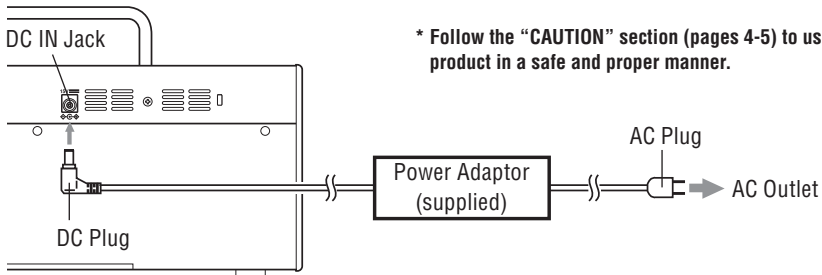 DC IN Jack
* Follow the “CAUTION” section (pages 4-5) to us
product in a safe and proper manner.
AC Plug
Power Adaptor
(supplied)
AC Outlet
DC Plug